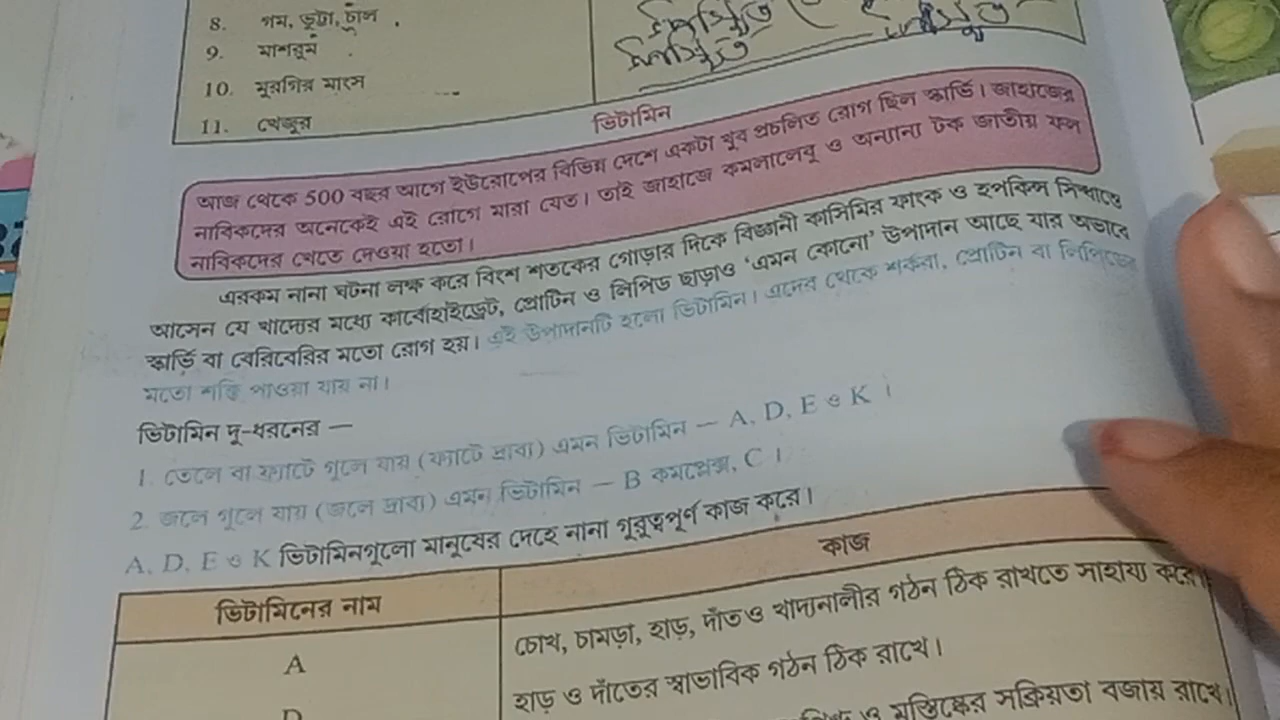 8. গম, ভুট্টা, চাল
9. মাশরুম
10. মুরগির মাংস
11. খেজুর
ভিটামিন
আজ থেকে 500 বছর আগে ইউরোপের বিভিন্ন দেশে একটা খুব প্রচলিত রোগ ছিল স্কার্ভি। জাহাজের
নাবিকদের অনেকেই এই রোগে মারা যেত। তাই জাহাজে কমলালেবু ও অন্যান্য টক জাতীয় ফল
নাবিকদের খেতে দেওয়া হতো।
এরকম নানা ঘটনা লক্ষ করে বিংশ শতকের গোড়ার দিকে বিজ্ঞানী কাসিমির ফাংক ও হপকিন্স সিদ্ধান্তে
আসেন যে খাদ্যের মধ্যে কার্বোহাইড্রেট, প্রোটিন ও লিপিড ছাড়াও ‘এমন কোনো’ উপাদান আছে যার অভাবে
স্কার্ভি বা বেরিবেরির মতো রোগ হয়। এই উপাদানটি হলো ভিটামিন। এদের থেকে শর্করা, প্রোটিন বা লিপিডের
মতো শক্তি পাওয়া যায় না।
ভিটামিন দু-ধরনের —
1. তেলে বা ফ্যাটে গুলে যায় (ফ্যাটে দ্রাব্য) এমন ভিটামিন — A, D, E ও K ।
2. জলে গুলে যায় (জলে দ্রাব্য) এমন ভিটামিন — B কমপ্লেক্স, C ।
A, D, E ও K ভিটামিনগুলো মানুষের দেহে নানা গুরুত্বপূর্ণ কাজ করে।
ভিটামিনের নাম কাজ
A চোখ, চামড়া, হাড়, দাঁত ও খাদ্যনালীর গঠন ঠিক রাখতে সাহায্য করে।
D হাড় ও দাঁতের স্বাভাবিক গঠন ঠিক রাখে।
ও মস্তিষ্কের সক্রিয়তা বজায় রাখে।